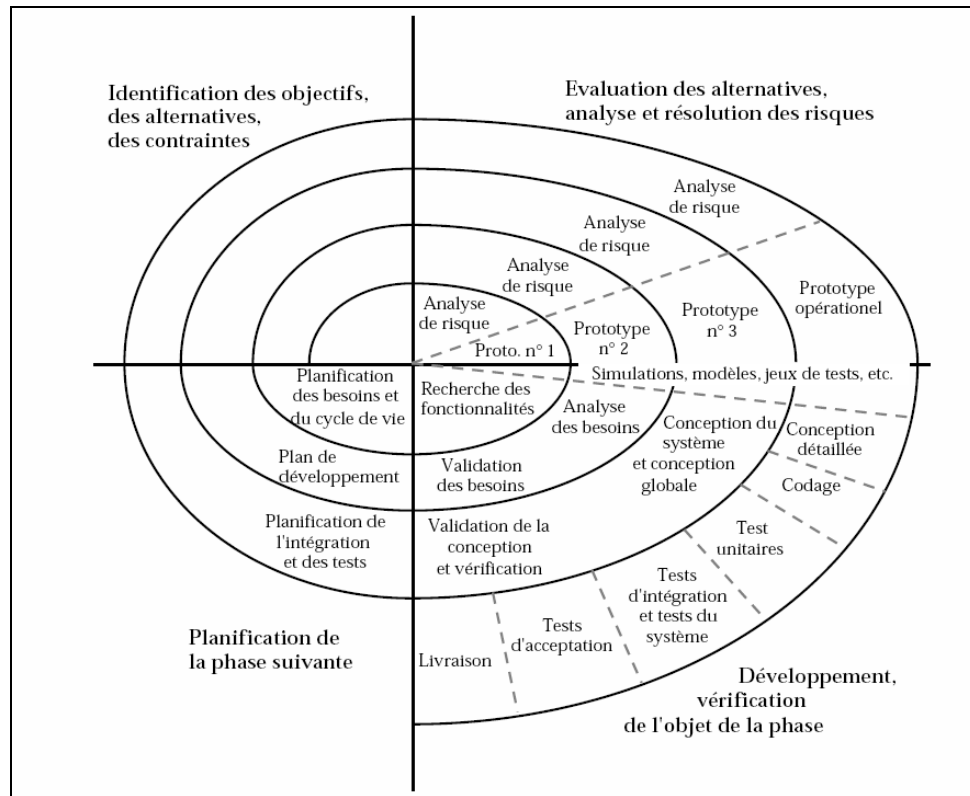 Identification des objectifs,
des alternatives,
des contraintes
Evaluation des alternatives,
analyse et résolution des risques
Analyse
de risque
Analyse
de risque
Analyse
de risque
Analyse
de risque
Proto. n° 1
Prototype
n° 2
Prototype
n° 3
Prototype
opérationel
Simulations, modèles, jeux de tests, etc.
Planification
des besoins et
du cycle de vie
Recherche des
fonctionnalités
Analyse
des besoins
Conception du
système
et conception
globale
Conception
détaillée
Codage
Plan de
développement
Validation
des besoins
Planification de
l'intégration
et des tests
Validation de la
conception
et vérification
Test
unitaires
Tests
d'intégration
et tests du
système
Tests
d'acceptation
Livraison
Planification de
la phase suivante
Développement,
vérification
de l'objet de la phase